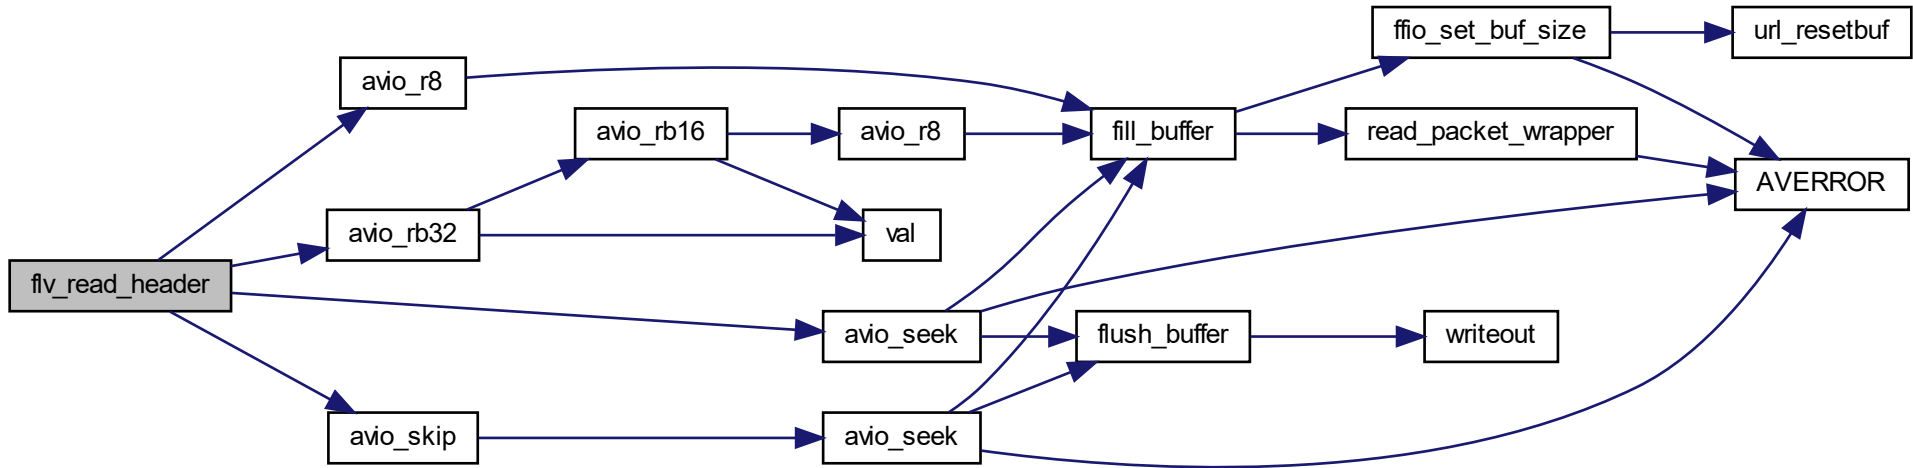 ffio_set_buf_size
url_resetbuf
avio_r8
avio_rb16
avio_r8
fill_buffer
read_packet_wrapper
AVERROR
avio_rb32
val
flv_read_header
avio_seek
flush_buffer
writeout
avio_skip
avio_seek